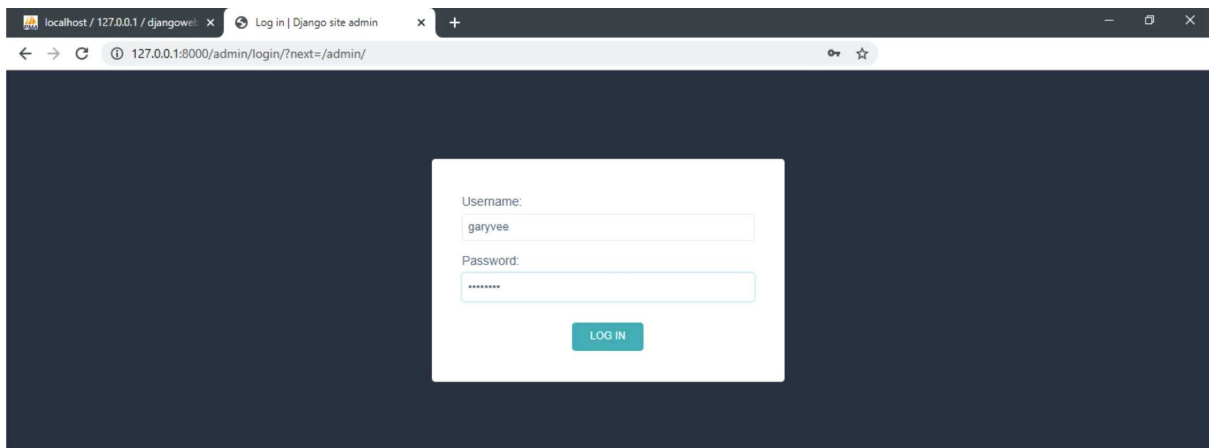 localhost / 127.0.0.1 / djangoweb
Log in | Django site admin
127.0.0.1:8000/admin/login/?next=/admin/
Username:
garyvee
Password:
••••••••
LOG IN